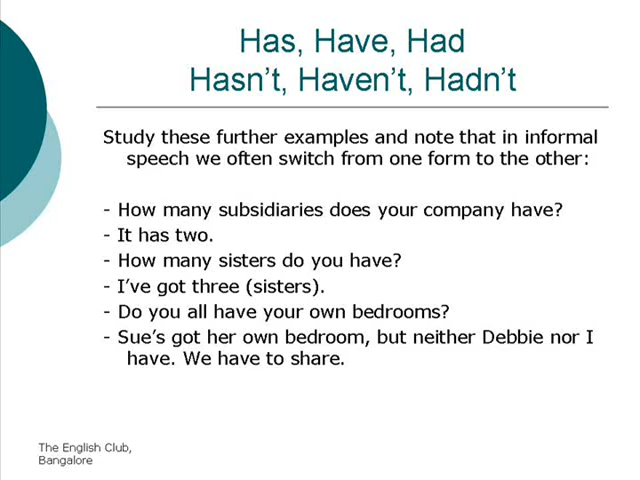 Has, Have, Had
Hasn't, Haven't, Hadn't
Study these further examples and note that in informal
speech we often switch from one form to the other:
- How many subsidiaries does your company have?
- It has two.
- How many sisters do you have?
- I've got three (sisters).
- Do you all have your own bedrooms?
- Sue's got her own bedroom, but neither Debbie nor I
have. We have to share.
The English Club,
Bangalore